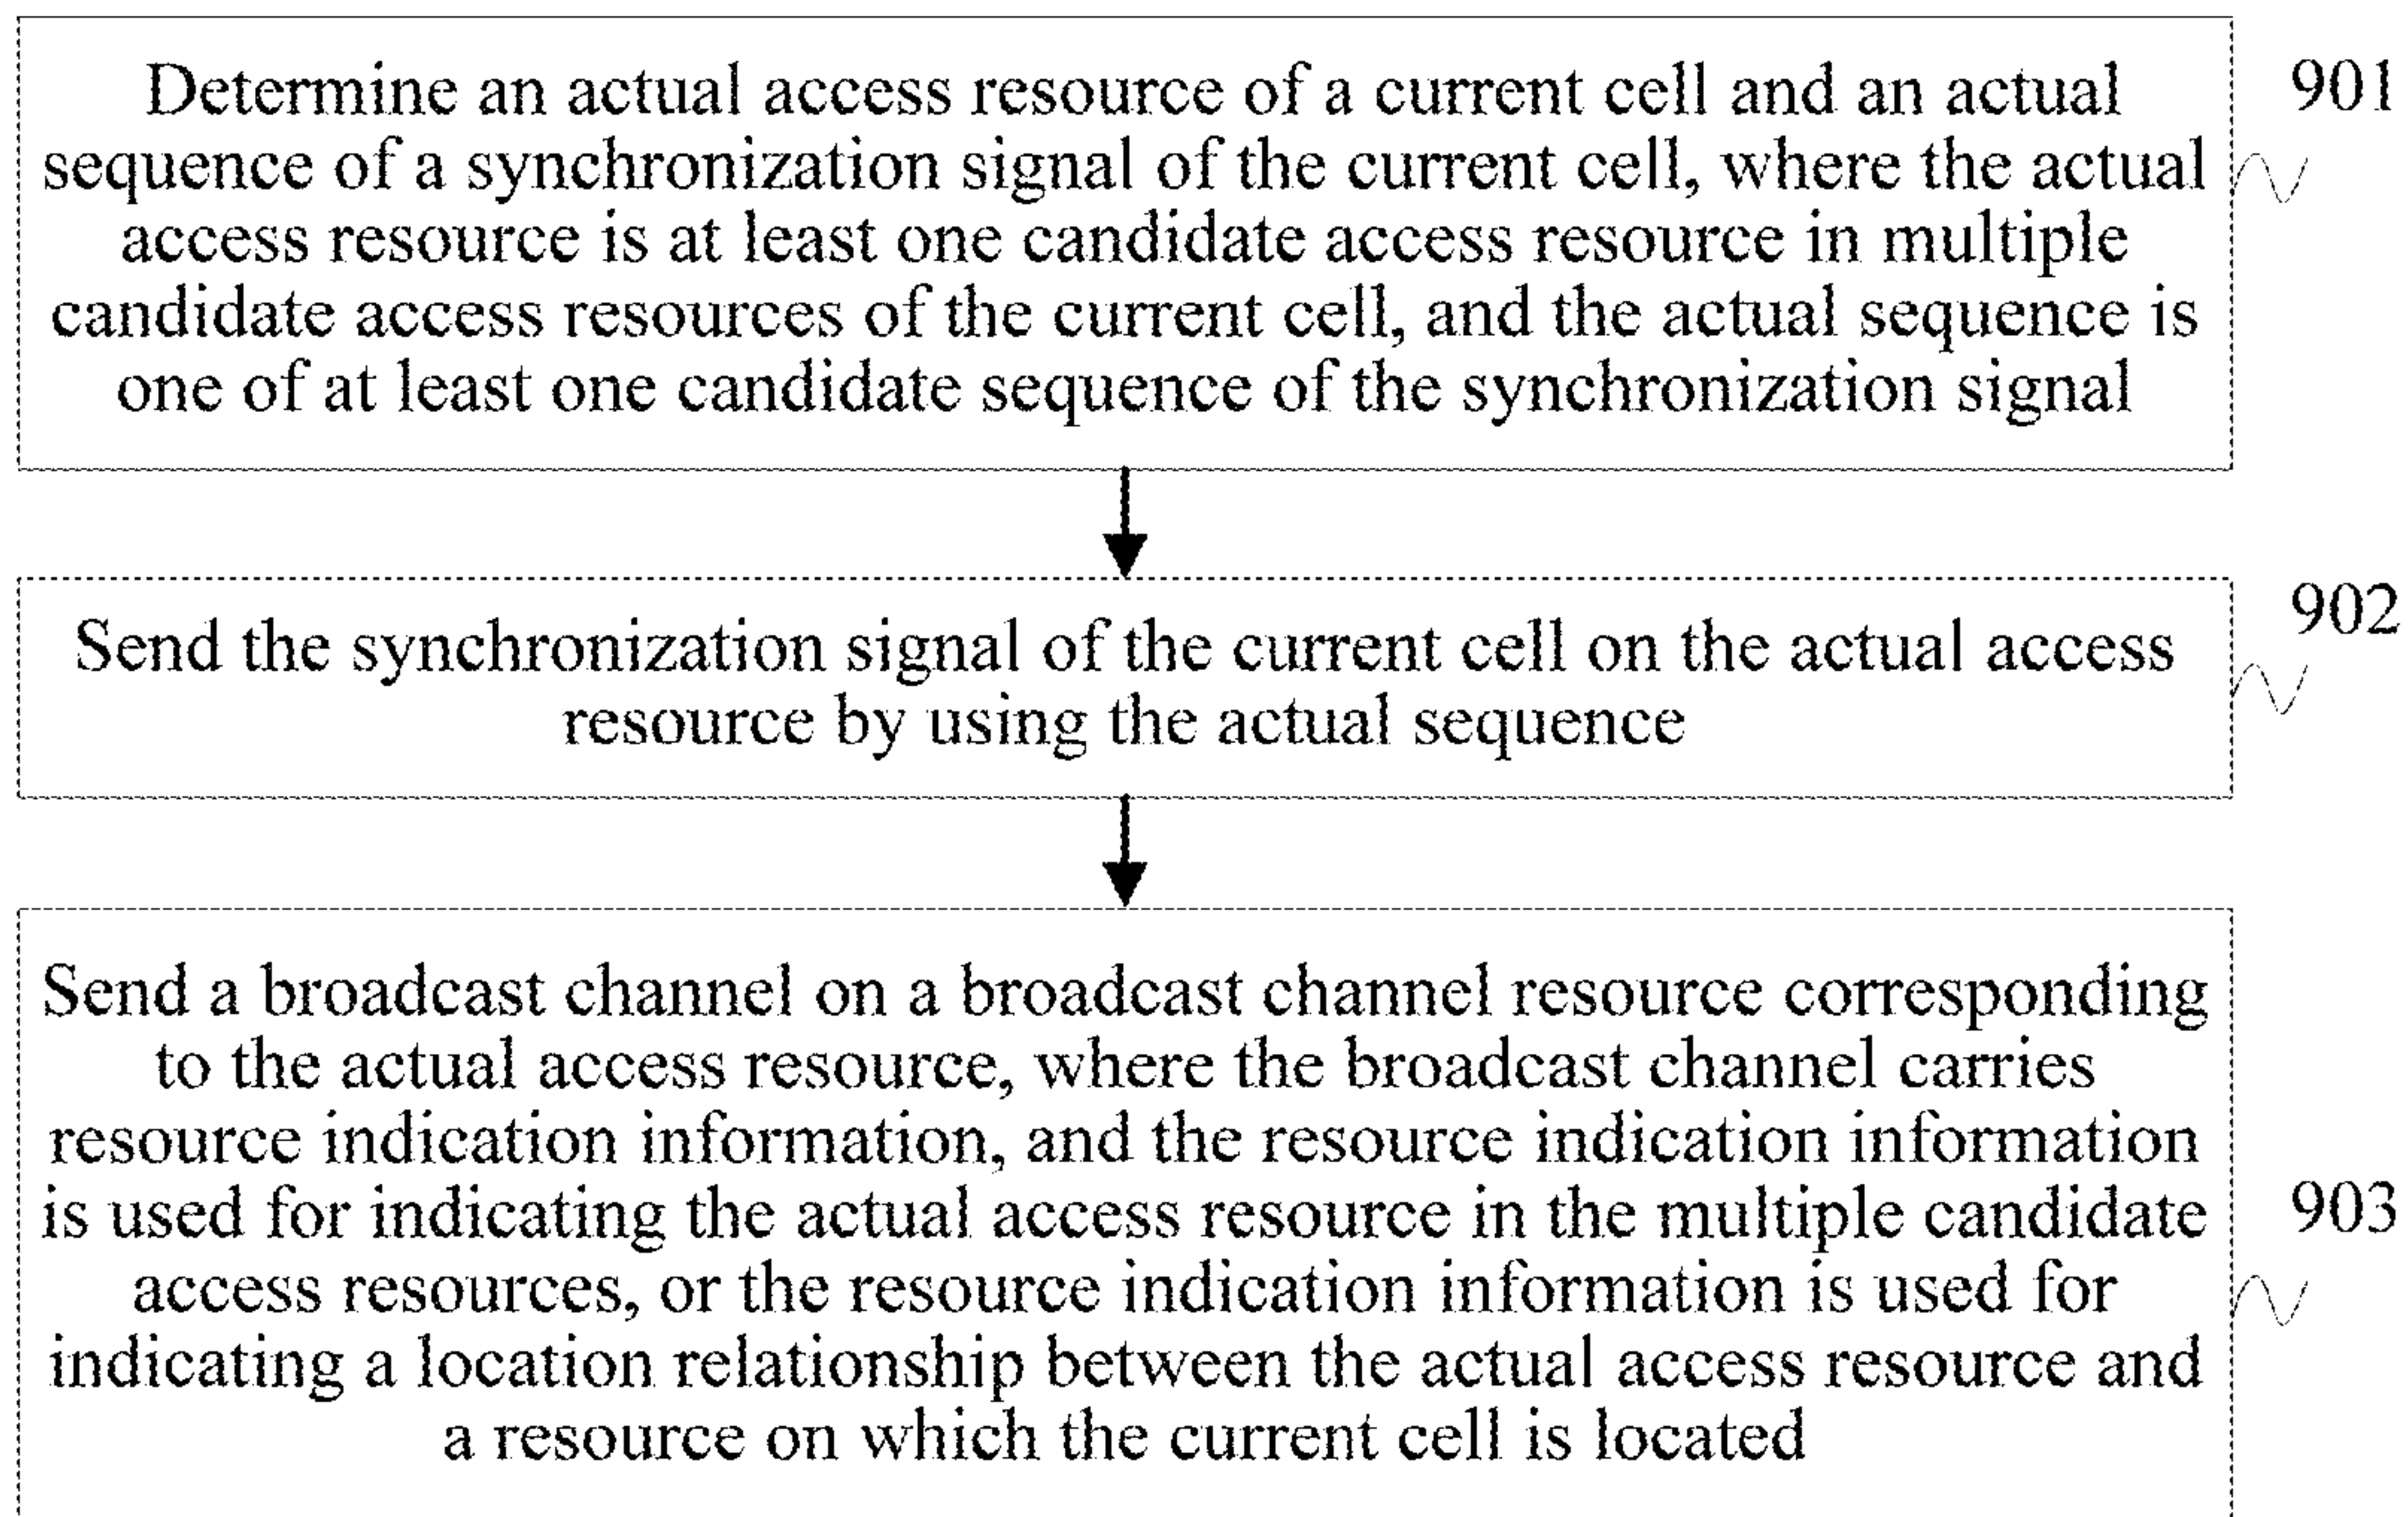 Determine an actual access resource of a current cell and an actual
sequence of a synchronization signal of the current cell, where the actual
access resource is at least one candidate access resource in multiple
candidate access resources of the current cell, and the actual sequence is
one of at least one candidate sequence of the synchronization signal
901
Send the synchronization signal of the current cell on the actual access
resource by using the actual sequence
902
Send a broadcast channel on a broadcast channel resource corresponding
to the actual access resource, where the broadcast channel carries
resource indication information, and the resource indication information
is used for indicating the actual access resource in the multiple candidate
access resources, or the resource indication information is used for
indicating a location relationship between the actual access resource and
a resource on which the current cell is located
903